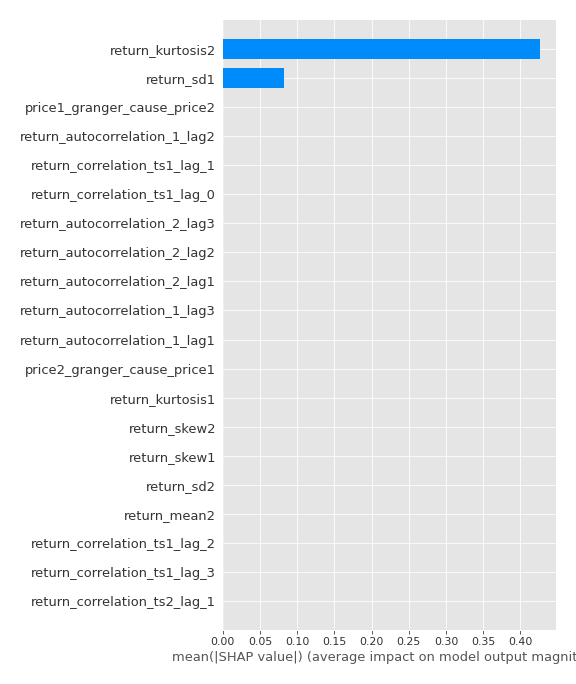 return_kurtosis2
return_sd1
price1_granger_cause_price2
return_autocorrelation_1_lag2
return_correlation_ts1_lag_1
return_correlation_ts1_lag_0
return_autocorrelation_2_lag3
return_autocorrelation_2_lag2
return_autocorrelation_2_lag1
return_autocorrelation_1_lag3
return_autocorrelation_1_lag1
price2_granger_cause_price1
return_kurtosis1
return_skew2
return_skew1
return_sd2
return_mean2
return_correlation_ts1_lag_2
return_correlation_ts1_lag_3
return_correlation_ts2_lag_1
0.00 0.05 0.10 0.15 0.20 0.25 0.30 0.35 0.40
mean(|SHAP value|) (average impact on model output magnit